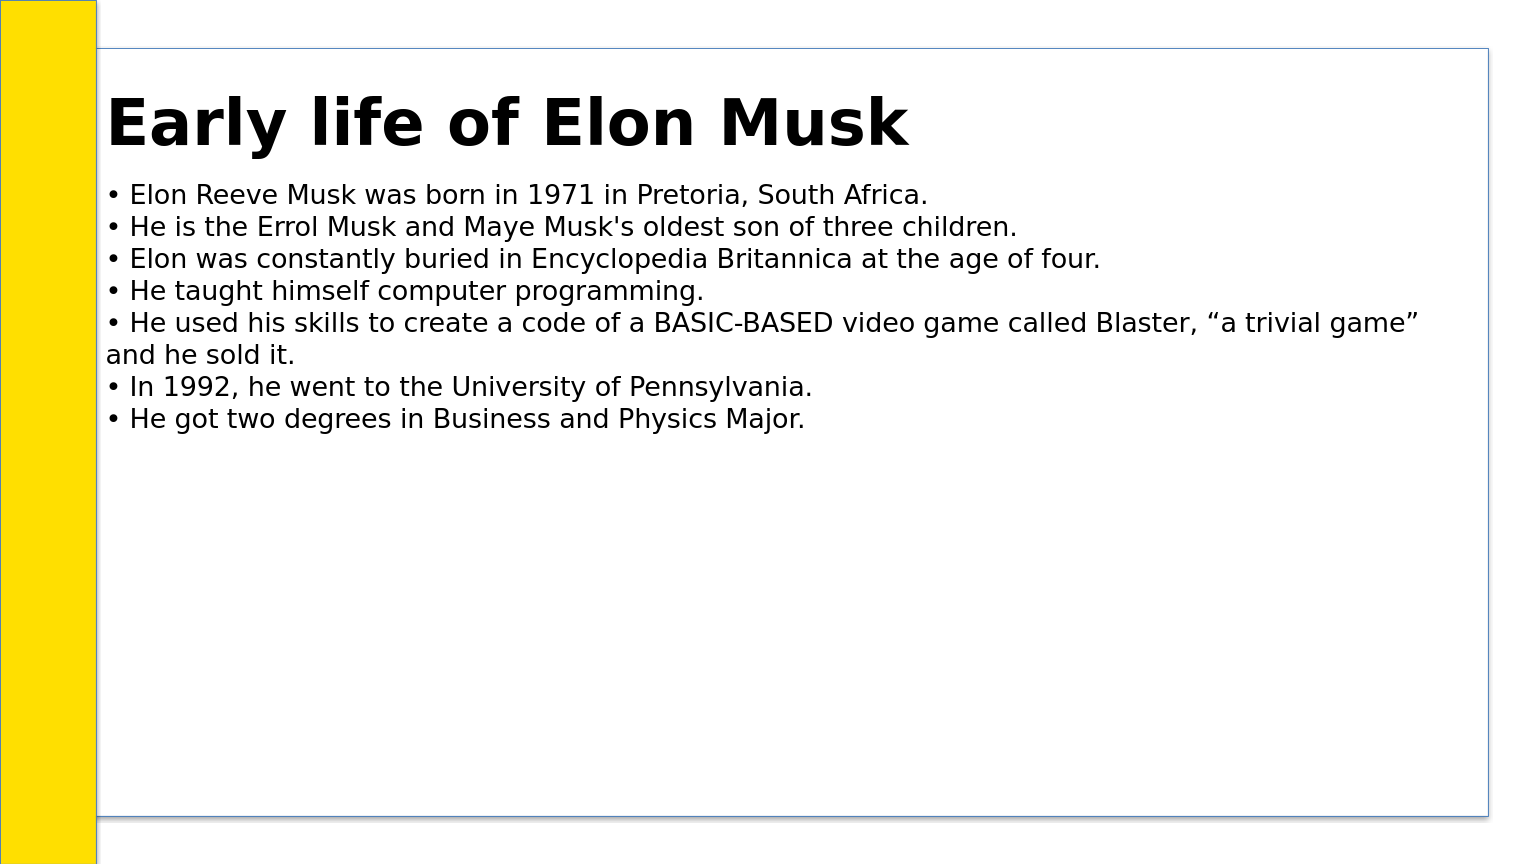 Early life of Elon Musk
• Elon Reeve Musk was born in 1971 in Pretoria, South Africa.
• He is the Errol Musk and Maye Musk's oldest son of three children.
• Elon was constantly buried in Encyclopedia Britannica at the age of four.
• He taught himself computer programming.
• He used his skills to create a code of a BASIC-BASED video game called Blaster, “a trivial game”
and he sold it.
• In 1992, he went to the University of Pennsylvania.
• He got two degrees in Business and Physics Major.